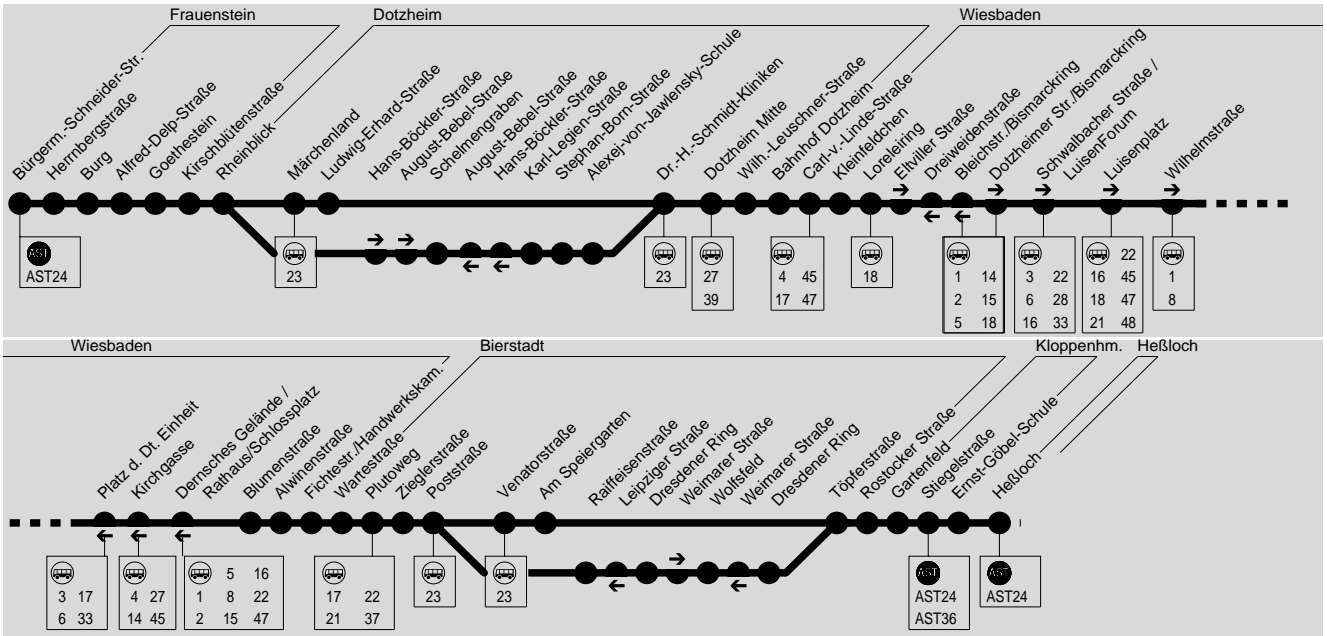 Frauenstein
Dotzheim
Wiesbaden
Bürgerm.-Schneider-Str.
Herrnbergstraße
Burg
Alfred-Delp-Straße
Goethestein
Kirschblütenstraße
Rheinblick
Märchenland
Ludwig-Erhard-Straße
Hans-Böckler-Straße
August-Bebel-Straße
Schelmengraben
August-Bebel-Straße
Hans-Böckler-Straße
Karl-Legien-Straße
Stephan-Born-Straße
Alexej-von-Jawlensky-Schule
Dr.-H.-Schmidt-Kliniken
Dotzheim Mitte
Wilh.-Leuschner-Straße
Bahnhof Dotzheim
Carl-v.-Linde-Straße
Kleinfeldchen
Loreleiring
Eltviller Straße
Dreiweidenstraße
Bleichstr./Bismarckring
Dotzheimer Str./Bismarckring
Schwalbacher Straße /
LuisenForum
Luisenplatz
Wilhelmstraße
AST
AST24
23
23
27
39
4 45
17 47
18
1 14
2 15
5 18
3 22
6 28
16 33
22
16 45
18 47
21 48
1
8
Wiesbaden
Bierstadt
Kloppenhm.
Heßloch
Platz d. Dt. Einheit
Kirchgasse
Dernsches Gelände /
Rathaus/Schlossplatz
Blumenstraße
Alwinenstraße
Fichtestr./Handwerkskam.
Wartestraße
Plutoweg
Zieglerstraße
Poststraße
Venatorstraße
Am Speiergarten
Raiffeisenstraße
Leipziger Straße
Dresdener Ring
Weimarer Straße
Wolfsfeld
Weimarer Straße
Dresdener Ring
Töpferstraße
Rostocker Straße
Gartenfeld
Stiegelstraße
Ernst-Göbel-Schule
Heßloch
3 17
6 33
4 27
14 45
5 16
1 8 22
2 15 47
17 22
21 37
23
23
AST
AST24
AST36
AST
AST24